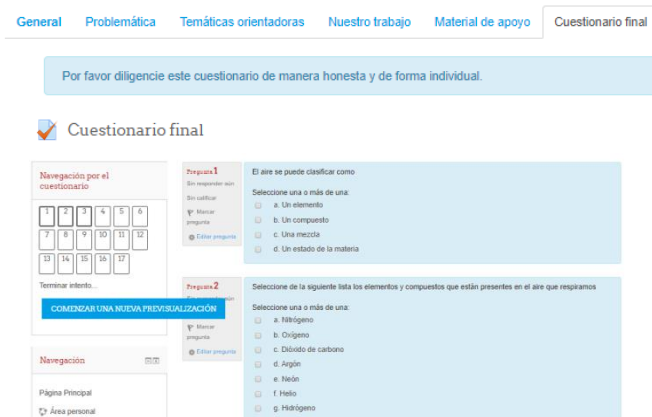 General Problemática Temáticas orientadoras Nuestro trabajo Material de apoyo Cuestionario final
Por favor diligencie este cuestionario de manera honesta y de forma individual.
Cuestionario final
Navegación por el
cuestionario
1 2 3 4 5 6
7 8 9 10 11 12
13 14 15 16 17
Terminar intento...
COMENZAR UNA NUEVA PREVISUALIZACIÓN
Navegación
Página Principal
Área personal
Pregunta 1
Sin responder aún
Sin calificar
Marcar
pregunta
Editar pregunta
El aire se puede clasificar como
Seleccione una o más de una:
a. Un elemento
b. Un compuesto
c. Una mezcla
d. Un estado de la materia
Pregunta 2
Marcar
pregunta
Editar pregunta
Seleccione de la siguiente lista los elementos y compuestos que están presentes en el aire que respiramos
Seleccione una o más de una:
a. Nitrógeno
b. Oxígeno
c. Dióxido de carbono
d. Argón
e. Neón
f. Helio
g. Hidrógeno